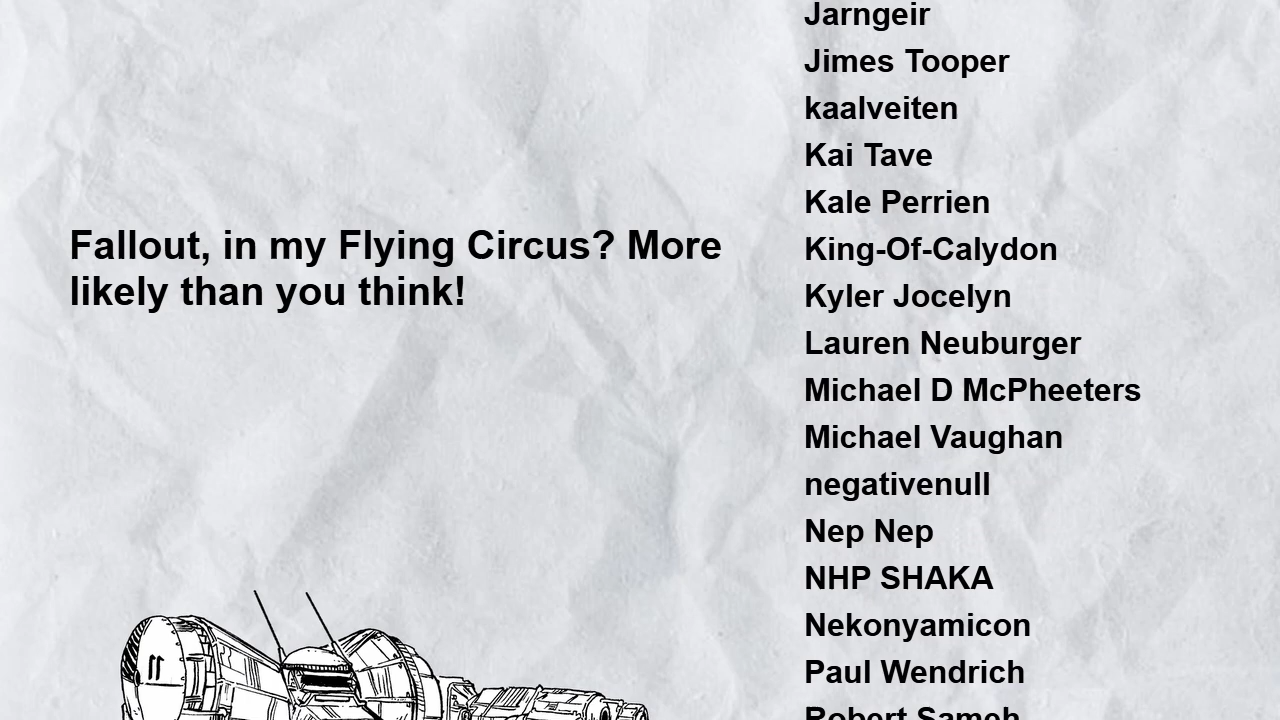 Fallout, in my Flying Circus? More
likely than you think!
Jarngeir
Jimes Tooper
kaalveiten
Kai Tave
Kale Perrien
King-Of-Calydon
Kyler Jocelyn
Lauren Neuburger
Michael D McPheeters
Michael Vaughan
negativenull
Nep Nep
NHP SHAKA
Nekonyamicon
Paul Wendrich
Robert Sameh
11